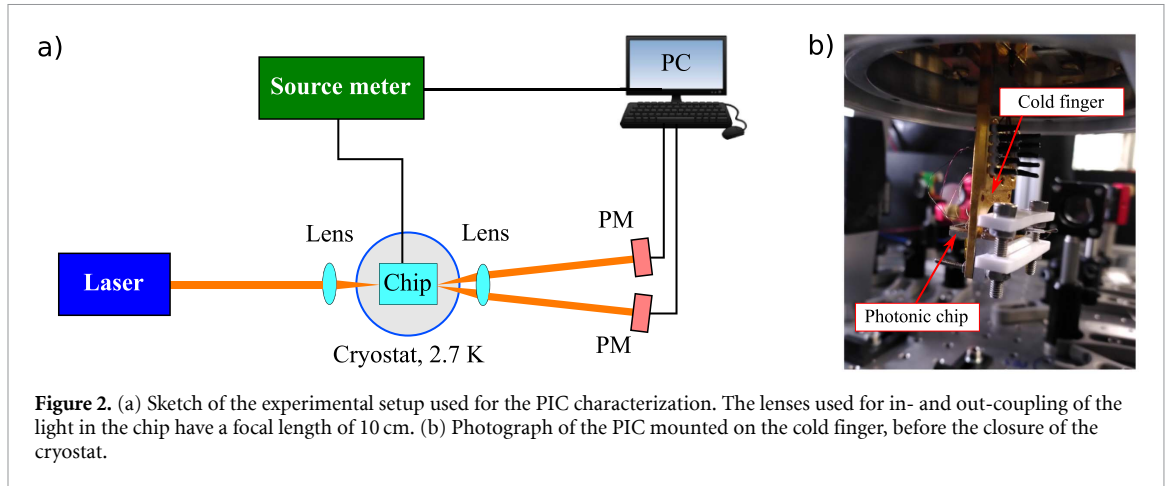 a)
Source meter
PC
b)
Cold finger
Lens
Lens
PM
Laser
Chip
PM
Cryostat, 2.7 K
Photonic chip
Figure 2. (a) Sketch of the experimental setup used for the PIC characterization. The lenses used for in- and out-coupling of the
light in the chip have a focal length of 10 cm. (b) Photograph of the PIC mounted on the cold finger, before the closure of the
cryostat.